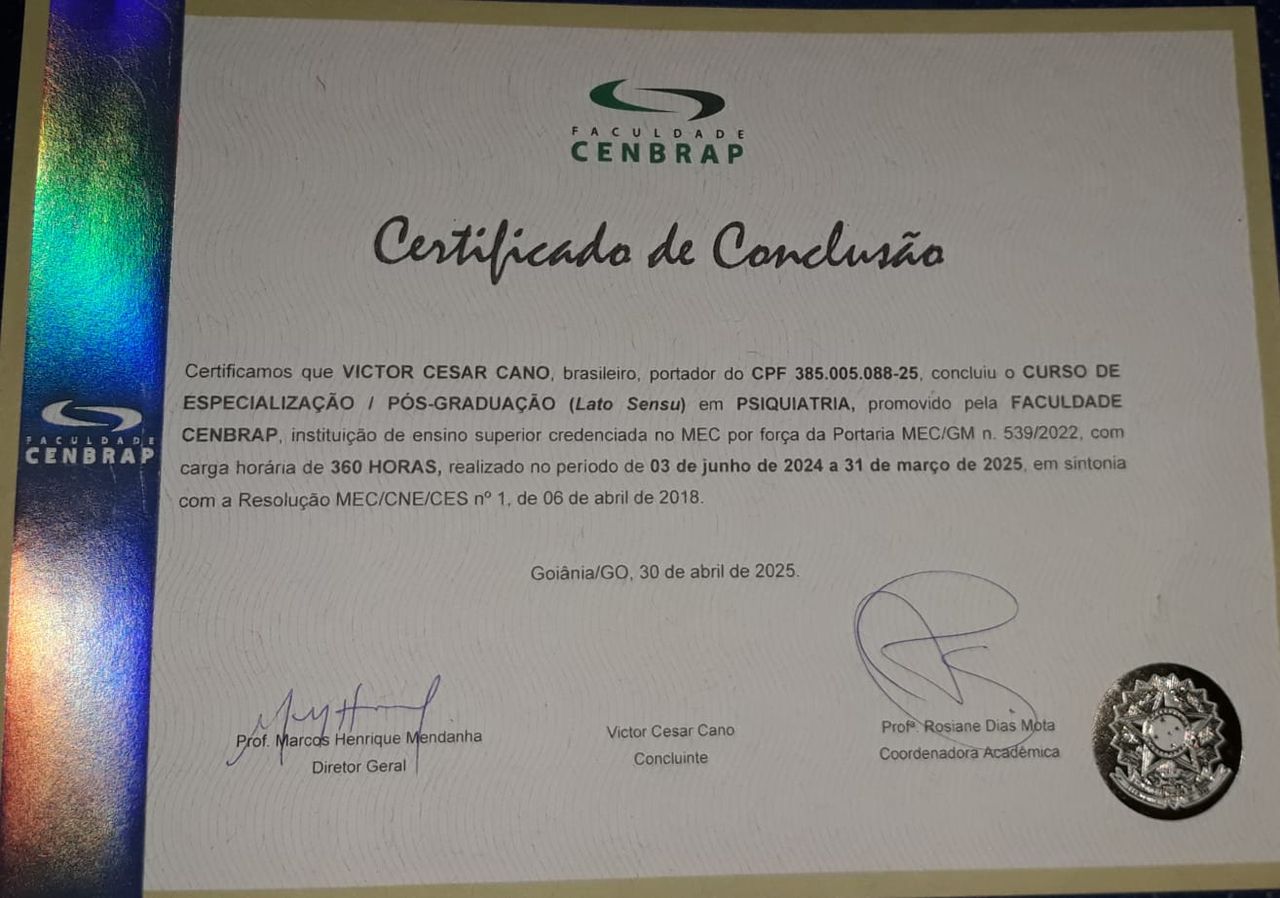 FACULDADE
CENBRAP
Certificado de Conclusão
Certificamos que VICTOR CESAR CANO, brasileiro, portador do CPF 385.005.088-25, concluiu o CURSO DE
ESPECIALIZAÇÃO / PÓS-GRADUAÇÃO (Lato Sensu) em PSIQUIATRIA, promovido pela FACULDADE
CENBRAP, instituição de ensino superior credenciada no MEC por força da Portaria MEC/GM n. 539/2022, com
carga horária de 360 HORAS, realizado no periodo de 03 de junho de 2024 a 31 de março de 2025, em sintonia
com a Resolução MEC/CNE/CES nº 1, de 06 de abril de 2018.
FACULDADE
CENBRAP
Goiânia/GO, 30 de abril de 2025.
Prof. Marcos Henrique Mendanha
Diretor Geral
Victor Cesar Cano
Concluinte
Profª. Rosiane Dias Mota
Coordenadora Acadêmica